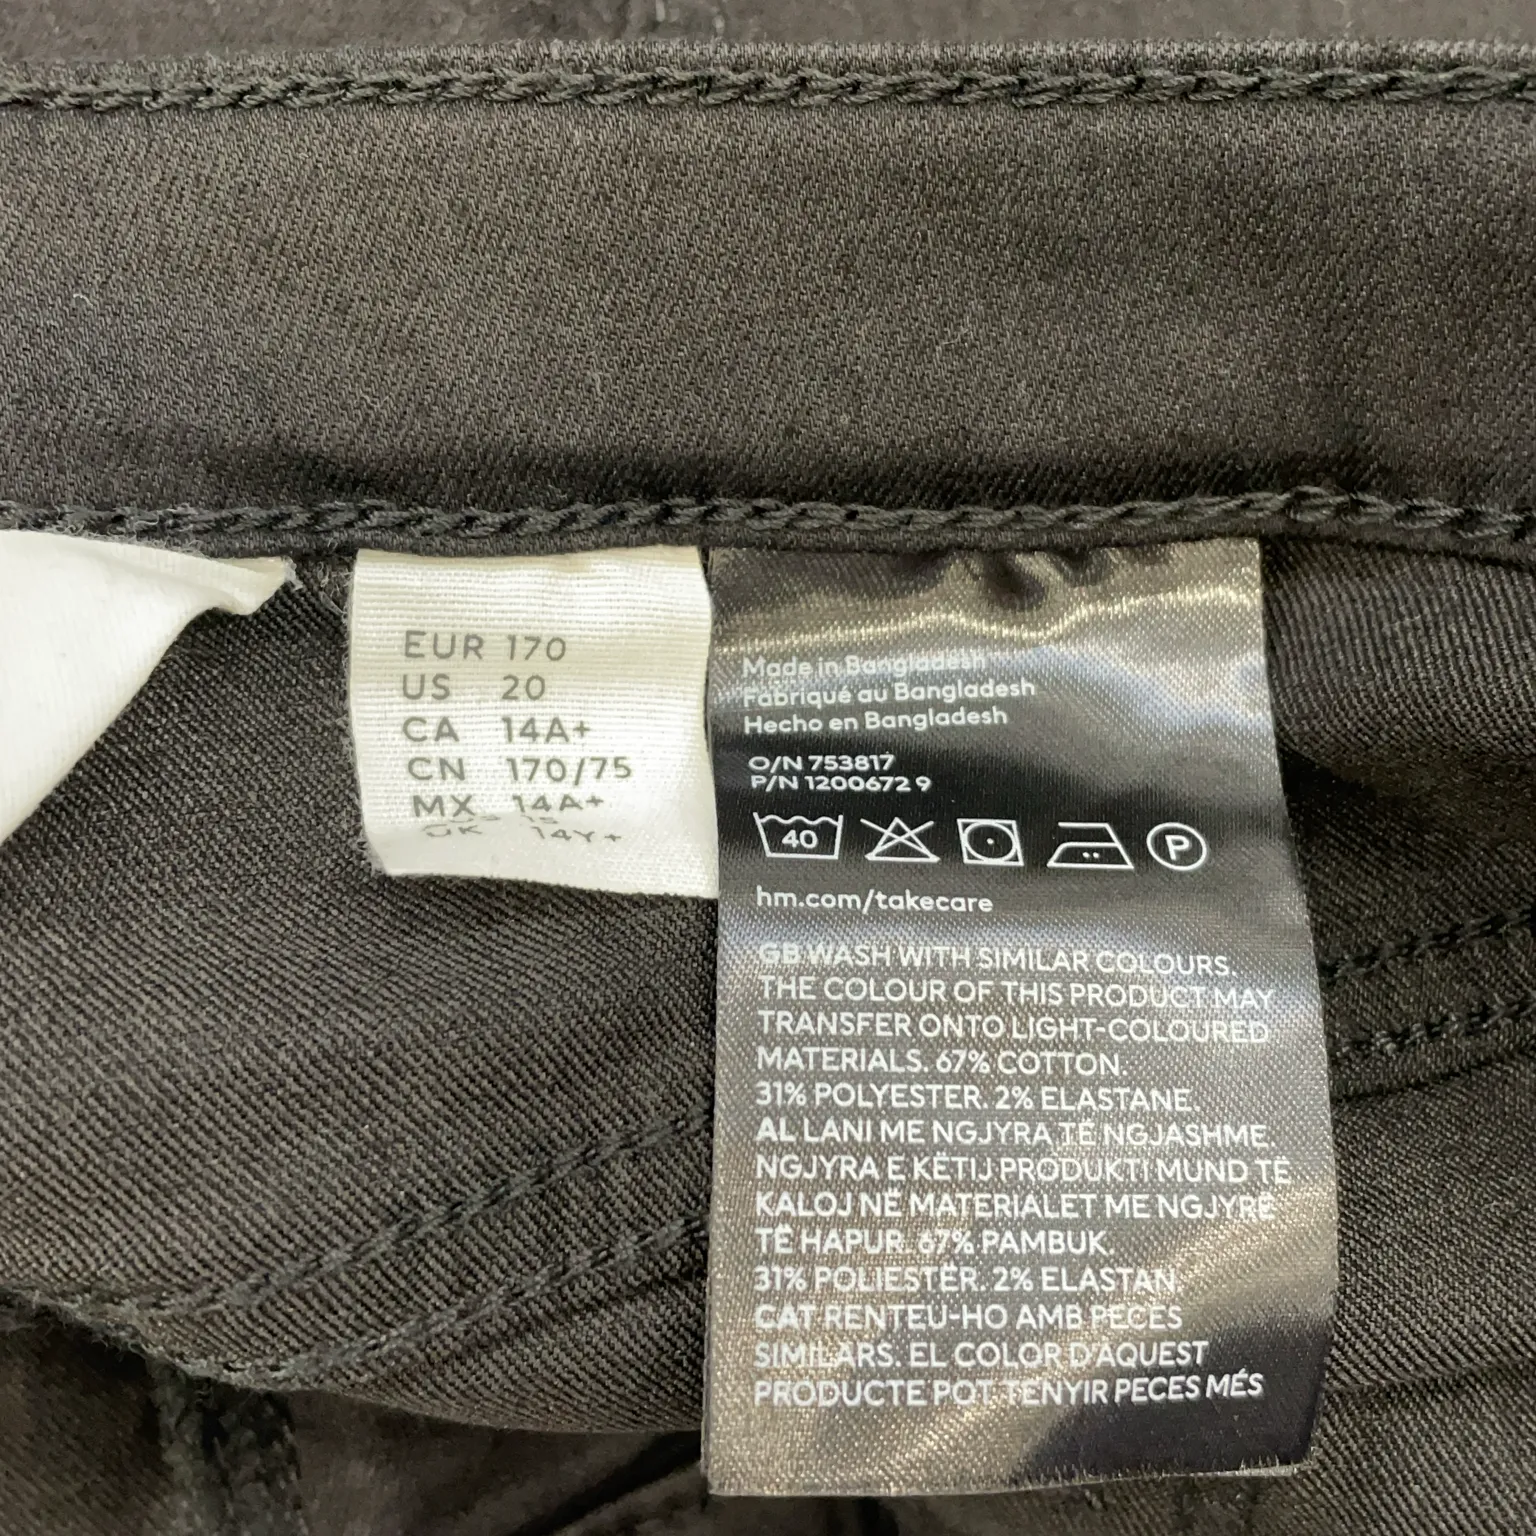 EUR 170
US 20
CA 14A+
CN 170/75
MX 14A+
UK 14Y+
Made in Bangladesh
Fabriqué au Bangladesh
Hecho en Bangladesh
O/N 753817
P/N 1200672 9
40
P
hm.com/takecare
GB WASH WITH SIMILAR COLOURS.
THE COLOUR OF THIS PRODUCT MAY
TRANSFER ONTO LIGHT-COLOURED
MATERIALS. 67% COTTON.
31% POLYESTER. 2% ELASTANE.
AL LANI ME NGJYRA TË NGJASHME.
NGJYRA E KËTIJ PRODUKTI MUND TË
KALOJ NË MATERIALET ME NGJYRË
TË HAPUR. 67% PAMBUK.
31% POLIESTËR. 2% ELASTAN.
CAT RENTEU-HO AMB PECES
SIMILARS. EL COLOR D'AQUEST
PRODUCTE POT TENYIR PECES MÉS